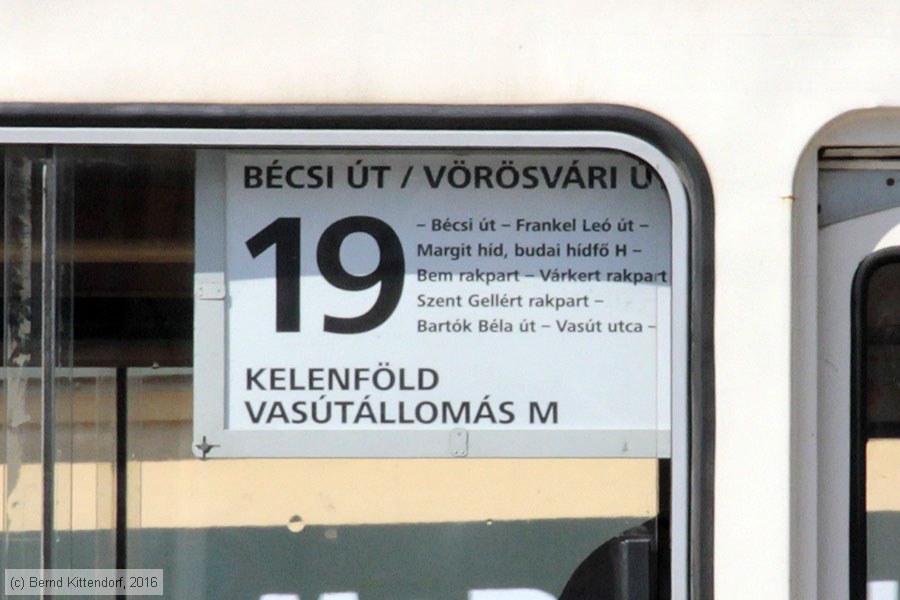 BÉCSI ÚT / VÖRÖSVÁRI
19
– Bécsi út – Frankel Leó út –
Margit híd, budai hídfő H –
Bem rakpart – Várkert rakpart
Szent Gellért rakpart –
Bartók Béla út – Vasút utca –
KELENFÖLD
VASÚTÁLLOMÁS M
(c) Bernd Kittendorf, 2016